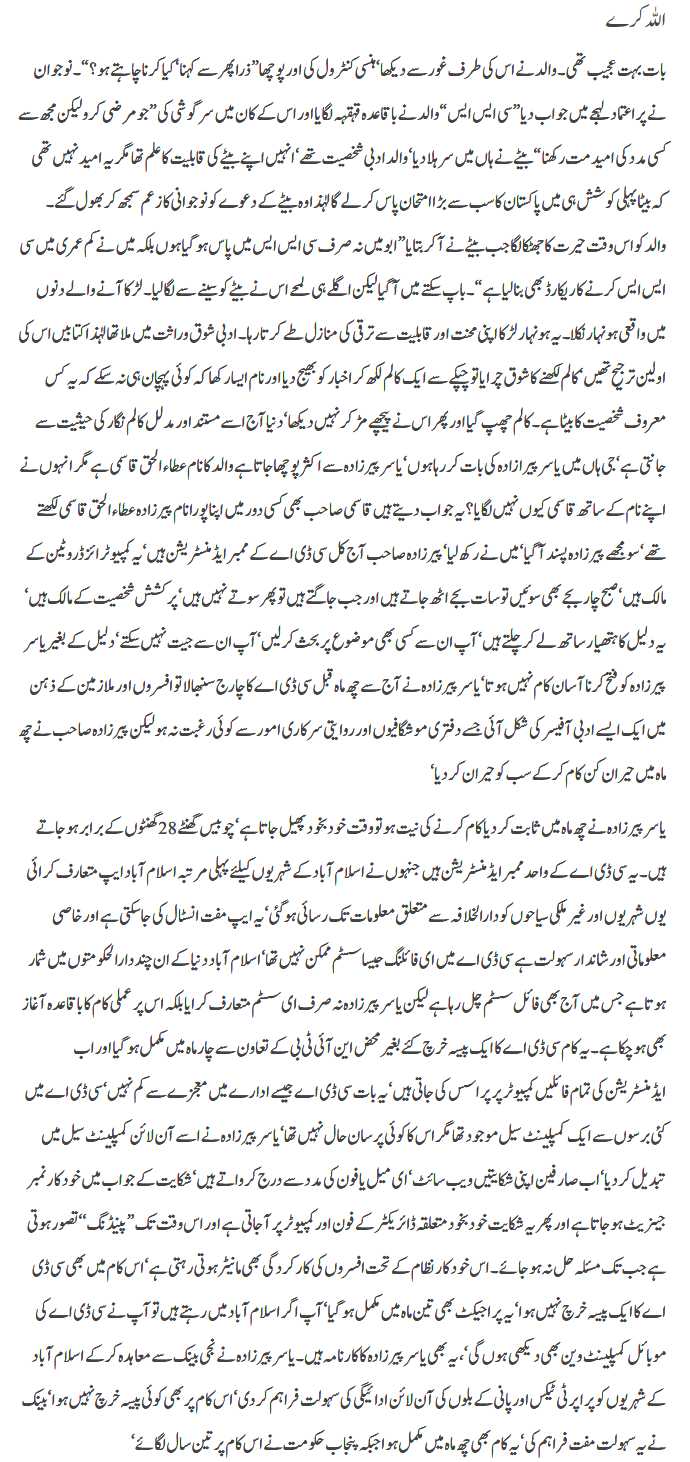 اللہ کرے
بات بہت عجیب تھی۔ والد نے اس کی طرف غور سے دیکھا‘ ہنسی کنٹرول کی اور پوچھا ”ذرا پھر سے کہنا‘ کیا کرنا چاہتے ہو؟“۔ نوجوان
نے پراعتماد لہجے میں جواب دیا ”سی ایس ایس“ والد نے باقاعدہ قہقہہ لگایا اور اس کے کان میں سرگوشی کی ”جو مرضی کرو لیکن مجھ سے
کسی مدد کی امید مت رکھنا“ بیٹے نے ہاں میں سر ہلا دیا‘ والد ادبی شخصیت تھے‘ انہیں اپنے بیٹے کی قابلیت کا علم تھا مگر یہ امید نہیں تھی
کہ بیٹا پہلی کوشش ہی میں پاکستان کا سب سے بڑا امتحان پاس کر لے گا لہٰذا وہ بیٹے کے دعوے کو نوجوانی کا زعم سمجھ کر بھول گئے۔
والد کو اس وقت حیرت کا جھٹکا لگا جب بیٹے نے آکر بتایا ”ابو میں نہ صرف سی ایس ایس میں پاس ہو گیا ہوں بلکہ میں نے کم عمری میں سی
ایس ایس کرنے کا ریکارڈ بھی بنا لیا ہے“۔ باپ سکتے میں آگیا لیکن اگلے ہی لمحے اس نے بیٹے کو سینے سے لگا لیا۔ لڑکا آنے والے دنوں
میں واقعی ہونہار نکلا۔ یہ ہونہار لڑکا اپنی محنت اور قابلیت سے ترقی کی منازل طے کرتا رہا۔ ادبی شوق وراثت میں ملا تھا لہٰذا کتابیں اس کی
اولین ترجیح تھیں‘ کالم لکھنے کا شوق چرایا تو چپکے سے ایک کالم لکھ کر اخبار کو بھیج دیا اور نام ایسا رکھا کہ کوئی پہچان ہی نہ سکے کہ یہ کس
معروف شخصیت کا بیٹا ہے۔ کالم چھپ گیا اور پھر اس نے پیچھے مڑ کر نہیں دیکھا‘ دنیا آج اسے مستند اور مدلل کالم نگار کی حیثیت سے
جانتی ہے‘ جی ہاں میں یاسر پیرزادہ کی بات کر رہا ہوں‘ یاسر پیرزادہ سے اکثر پوچھا جاتا ہے والد کا نام عطاءالحق قاسمی ہے مگر انہوں نے
اپنے نام کے ساتھ قاسمی کیوں نہیں لگایا؟ یہ جواب دیتے ہیں قاسمی صاحب بھی کسی دور میں اپنا پورا نام پیرزادہ عطاءالحق قاسمی لکھتے
تھے‘ سو مجھے پیرزادہ پسند آگیا‘ میں نے رکھ لیا‘ پیرزادہ صاحب آج کل سی ڈی اے کے ممبر ایڈمنسٹریشن ہیں‘ یہ کمپیوٹرائزڈ روٹین کے
مالک ہیں‘ صبح چار بجے بھی سوئیں تو سات بجے اٹھ جاتے ہیں اور جب جاگتے ہیں تو پھر سوتے نہیں ہیں‘ پرکشش شخصیت کے مالک ہیں‘
یہ دلیل کا ہتھیار ساتھ لے کر چلتے ہیں‘ آپ ان سے کسی بھی موضوع پر بحث کر لیں‘ آپ ان سے جیت نہیں سکتے‘ دلیل کے بغیر یاسر
پیرزادہ کو فتح کرنا آسان کام نہیں ہوتا‘ یاسر پیرزادہ نے آج سے چھ ماہ قبل سی ڈی اے کا چارج سنبھالا تو افسروں اور ملازمین کے ذہن
میں ایک ایسے ادبی آفیسر کی شکل آئی جسے دفتری موشگافیوں اور روایتی سرکاری امور سے کوئی رغبت نہ ہو لیکن پیرزادہ صاحب نے چھ
ماہ میں حیران کن کام کر کے سب کو حیران کر دیا‘
یاسر پیرزادہ نے چھ ماہ میں ثابت کر دیا کام کرنے کی نیت ہو تو وقت خود بخود پھیل جاتا ہے‘ چوبیس گھنٹے 28 گھنٹوں کے برابر ہو جاتے
ہیں۔ یہ سی ڈی اے کے واحد ممبر ایڈمنسٹریشن ہیں جنہوں نے اسلام آباد کے شہریوں کیلئے پہلی مرتبہ اسلام آباد ایپ متعارف کرائی
یوں شہریوں اور غیر ملکی سیاحوں کو دارالخلافہ سے متعلق معلومات تک رسائی ہو گئی‘ یہ ایپ مفت انسٹال کی جا سکتی ہے اور خاصی
معلوماتی اور شاندار سہولت ہے سی ڈی اے میں ای فائلنگ جیسا سسٹم ممکن نہیں تھا‘ اسلام آباد دنیا کے ان چند دارالحکومتوں میں شمار
ہوتا ہے جس میں آج بھی فائل سسٹم چل رہا ہے لیکن یاسر پیرزادہ نہ صرف ای سسٹم متعارف کرایا بلکہ اس پر عملی کام کا باقاعدہ آغاز
بھی ہو چکا ہے۔ یہ کام سی ڈی اے کا ایک پیسہ خرچ کئے بغیر محض این آئی ٹی بی کے تعاون سے چار ماہ میں مکمل ہو گیا اور اب
ایڈمنسٹریشن کی تمام فائلیں کمپیوٹر پر پراسس کی جاتی ہیں‘ یہ بات سی ڈی اے جیسے ادارے میں معجزے سے کم نہیں‘ سی ڈی اے میں
کئی برسوں سے ایک کمپلینٹ سیل موجود تھا مگر اس کا کوئی پرسان حال نہیں تھا‘ یاسر پیرزادہ نے اسے آن لائن کمپلینٹ سیل میں
تبدیل کر دیا‘ اب صارفین اپنی شکایتیں ویب سائٹ‘ ای میل یا فون کی مدد سے درج کرواتے ہیں‘ شکایت کے جواب میں خودکار نمبر
جینریٹ ہو جاتا ہے اور پھر یہ شکایت خود بخود متعلقہ ڈائریکٹر کے فون اور کمپیوٹر پر آجاتی ہے اور اس وقت تک ”پینڈنگ“ تصور ہوتی
ہے جب تک مسئلہ حل نہ ہو جائے۔ اس خودکار نظام کے تحت افسروں کی کارکردگی بھی مانیٹر ہوتی رہتی ہے‘ اس کام میں بھی سی ڈی
اے کا ایک پیسہ خرچ نہیں ہوا‘ یہ پراجیکٹ بھی تین ماہ میں مکمل ہو گیا‘ آپ اگر اسلام آباد میں رہتے ہیں تو آپ نے سی ڈی اے کی
موبائل کمپلینٹ وین بھی دیکھی ہوں گی‘، یہ بھی یاسر پیرزادہ کا کارنامہ ہیں۔ یاسر پیرزادہ نے نجی بینک سے معاہدہ کر کے اسلام آباد
کے شہریوں کو پراپرٹی ٹیکس اور پانی کے بلوں کی آن لائن ادائیگی کی سہولت فراہم کر دی‘ اس کام پر بھی کوئی پیسہ خرچ نہیں ہوا‘ بینک
نے یہ سہولت مفت فراہم کی‘ یہ کام بھی چھ ماہ میں مکمل ہوا جبکہ پنجاب حکومت نے اس کام پر تین سال لگائے‘